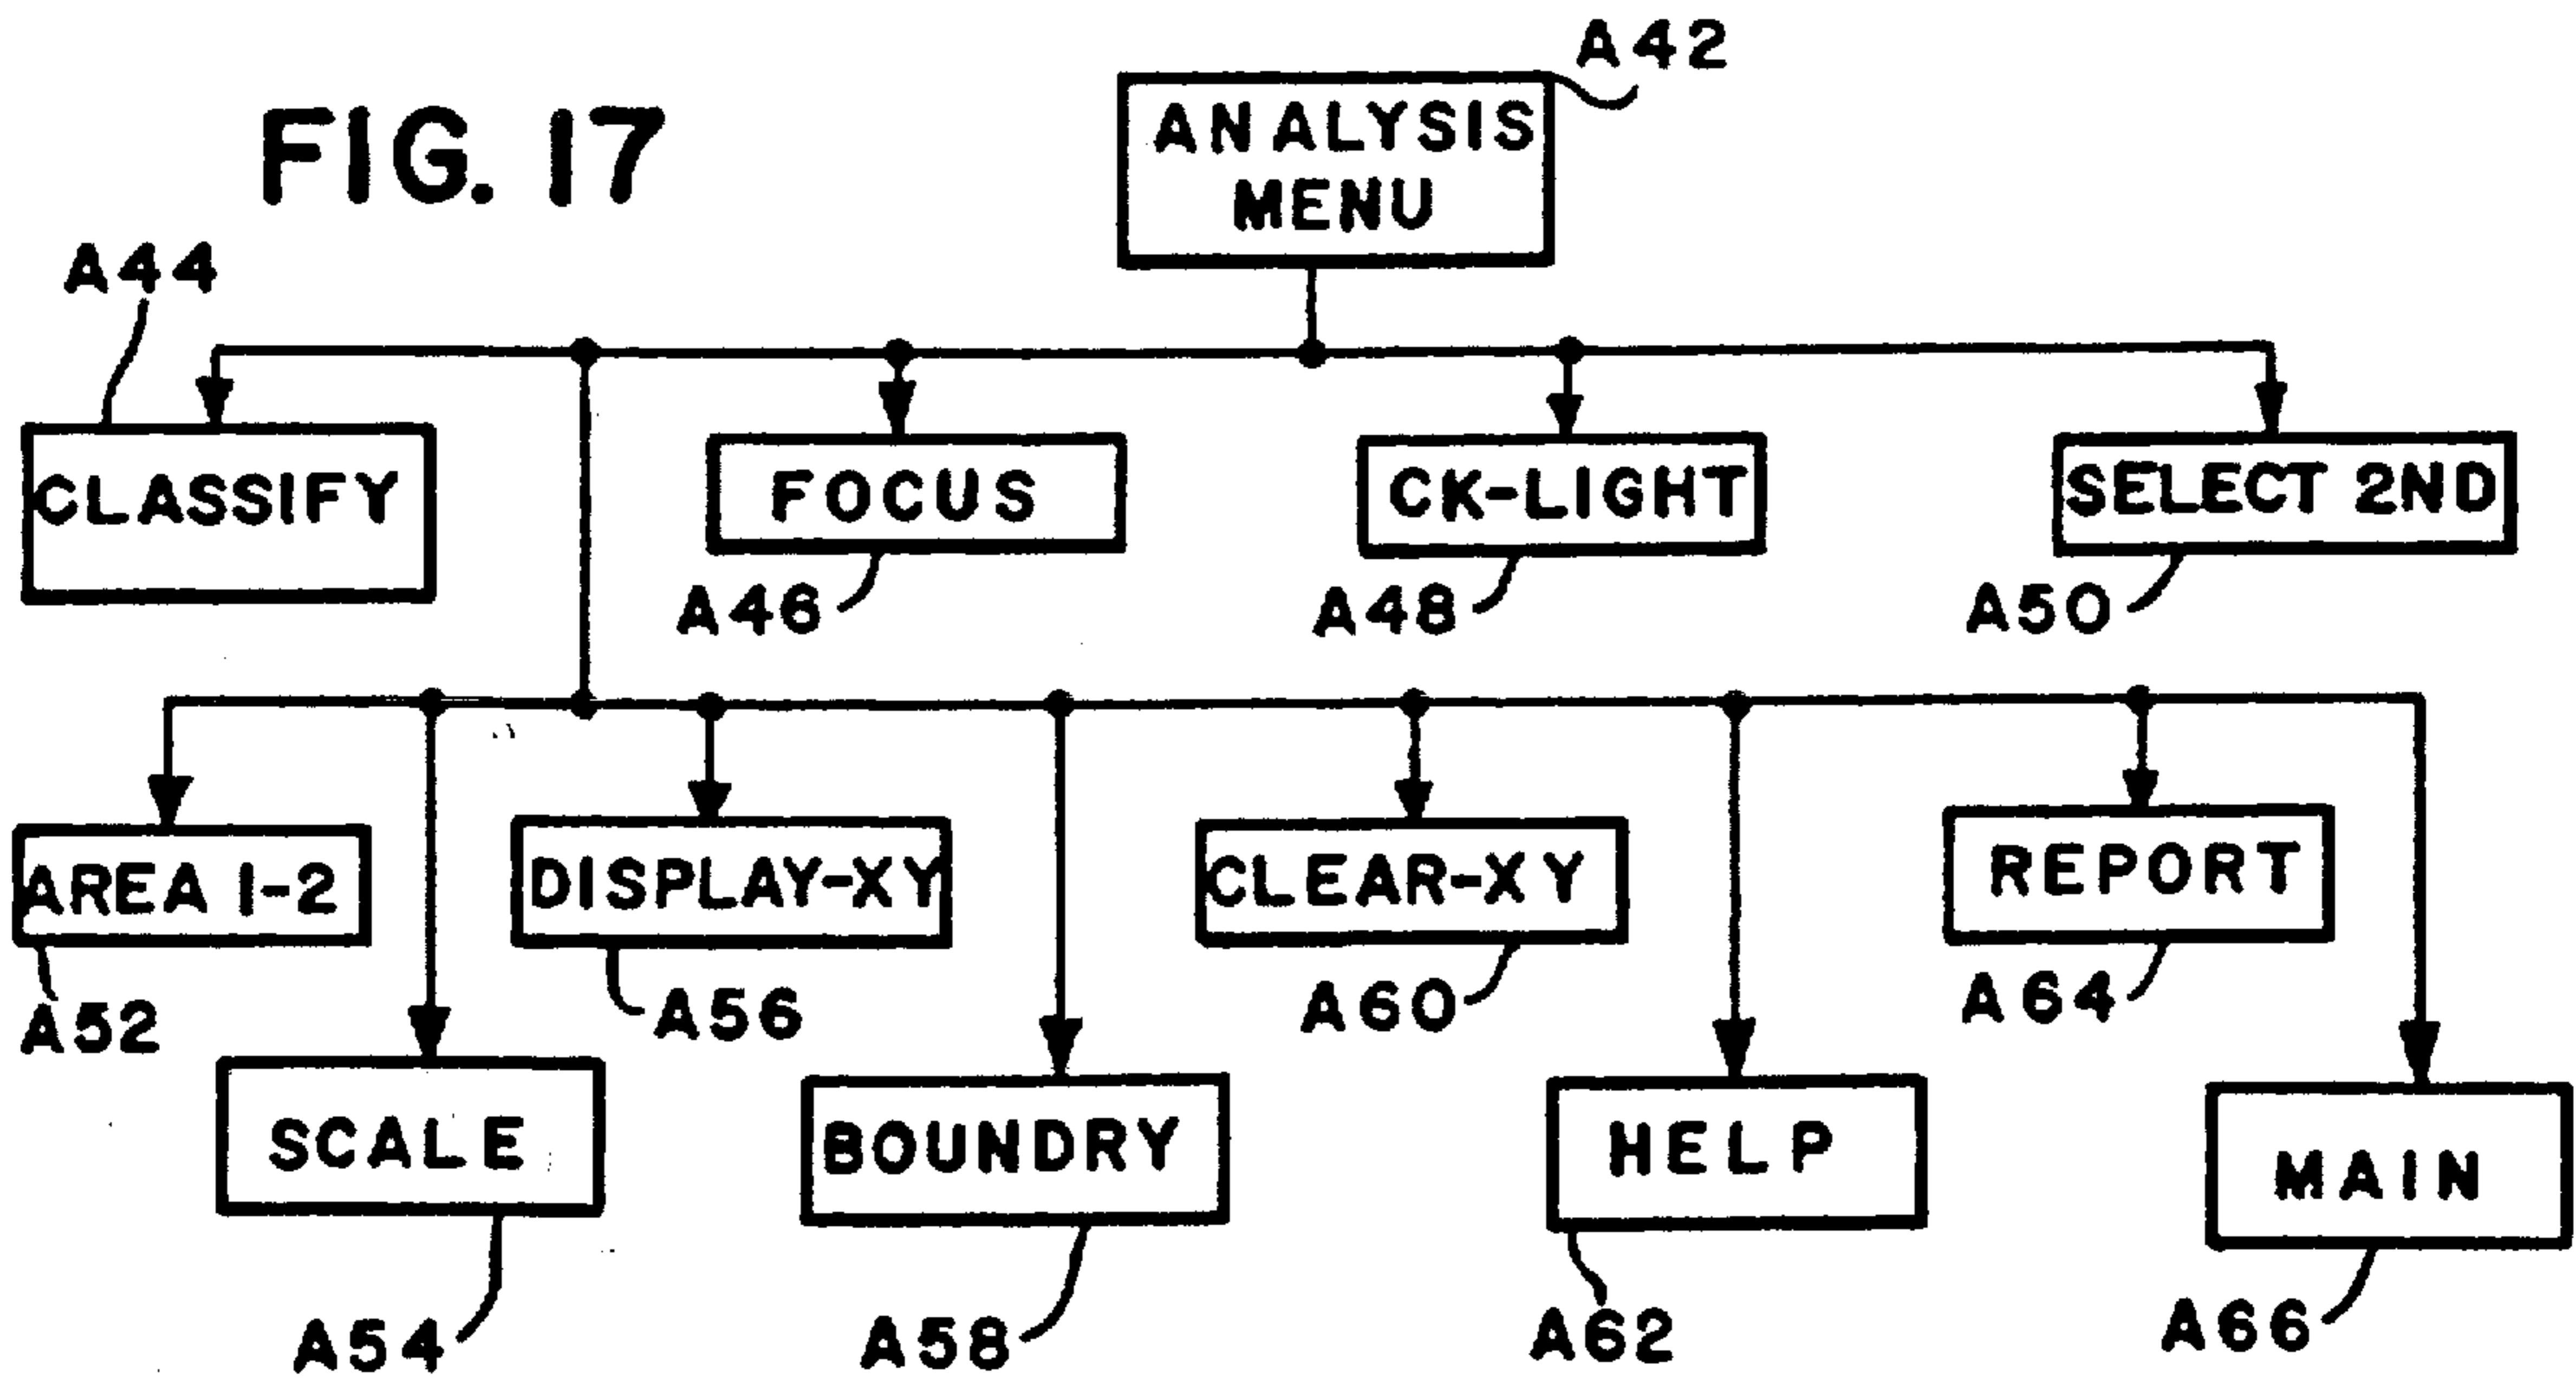 A42
FIG. 17
ANALYSIS
MENU
A44
CLASSIFY
FOCUS
CK-LIGHT
SELECT 2ND
A46
A48
A50
AREA 1-2
DISPLAY-XY
CLEAR-XY
REPORT
A52
A56
A60
A64
SCALE
BOUNDRY
HELP
MAIN
A54
A58
A62
A66